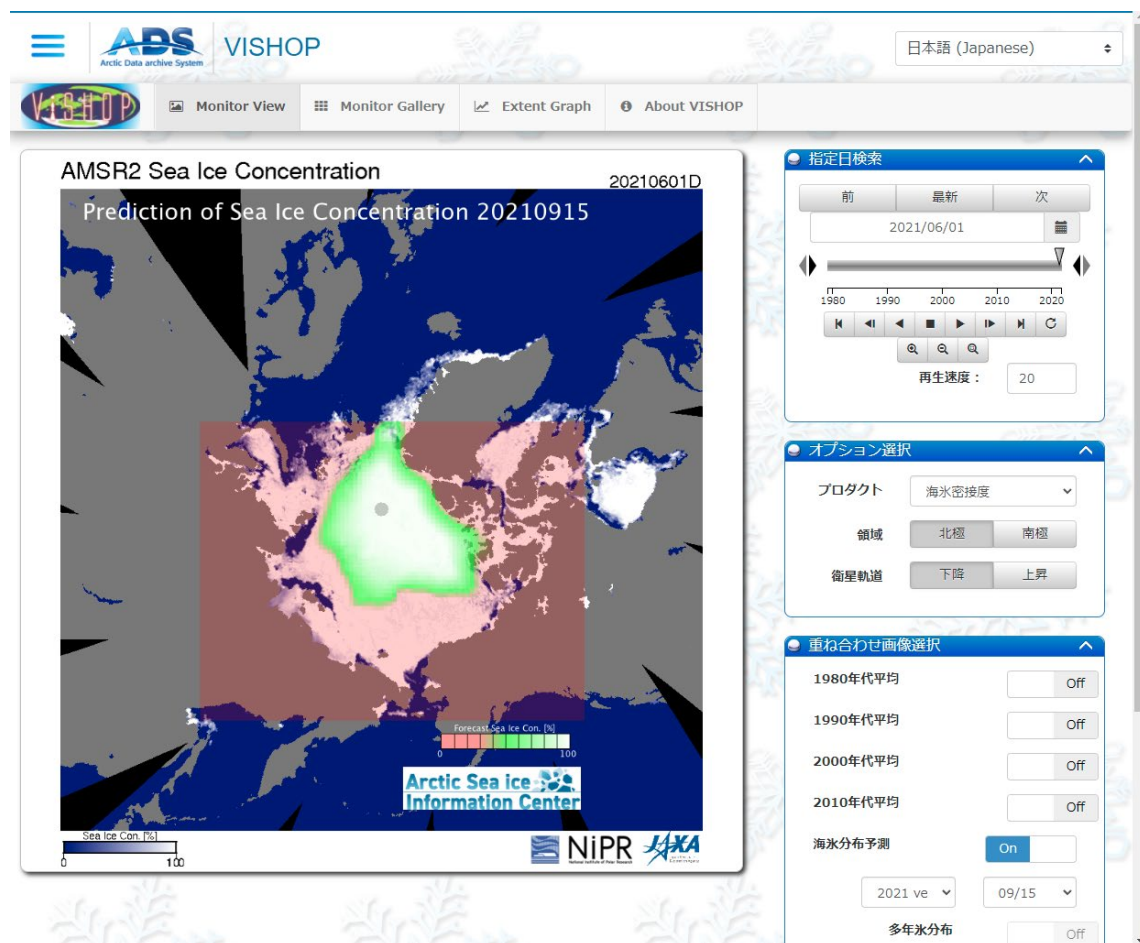 ADS
Arctic Data archive System
VISHOP
日本語 (Japanese)
VISHOP
Monitor View
Monitor Gallery
Extent Graph
About VISHOP
AMSR2 Sea Ice Concentration
20210601D
Prediction of Sea Ice Concentration 20210915
Forecast Sea Ice Con. [%]
0 100
Arctic Sea ice
Information Center
Sea Ice Con. [%]
0 100
NiPR
JAXA
指定日検索
前 最新 次
2021/06/01
1980 1990 2000 2010 2020
再生速度： 20
オプション選択
プロダクト 海氷密接度
領域 北極 南極
衛星軌道 下降 上昇
重ね合わせ画像選択
1980年代平均 Off
1990年代平均 Off
2000年代平均 Off
2010年代平均 Off
海氷分布予測 On
2021 ve 09/15
多年氷分布 Off